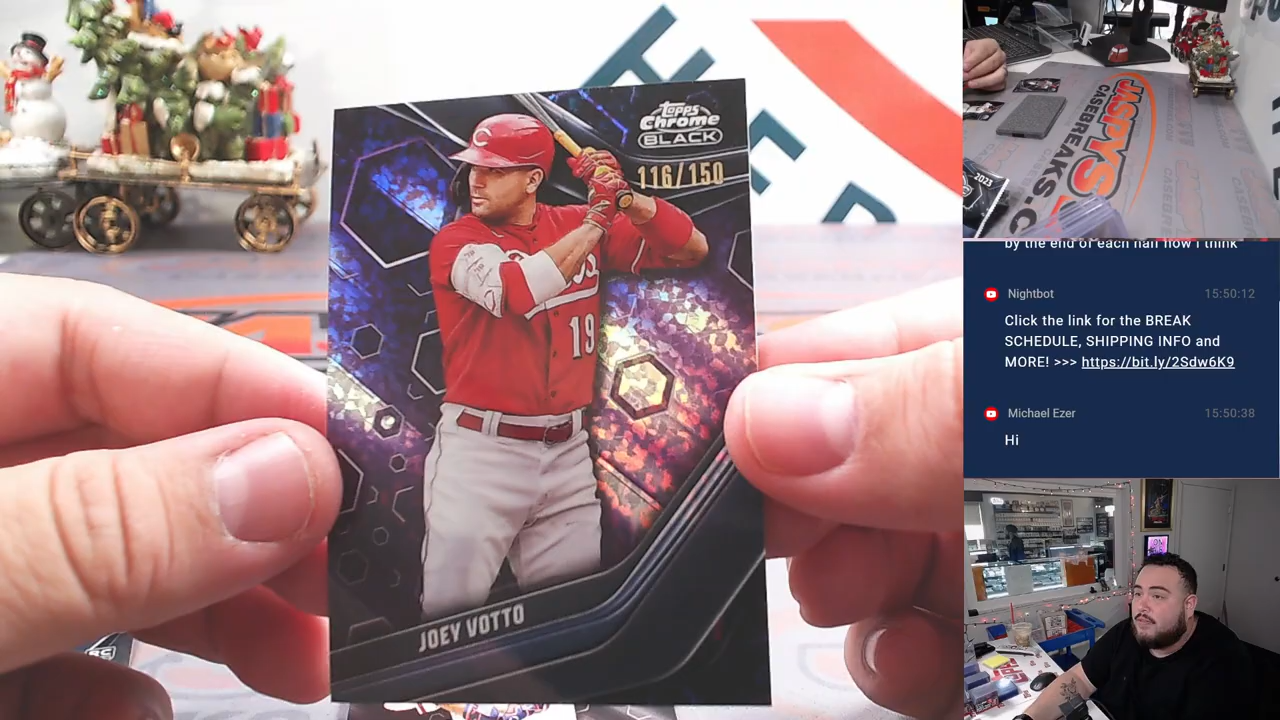 Topps
Chrome
BLACK
116/150
C
Reds
19
JOEY VOTTO
JASPYS
CASEBREAKS.C
2023
by the end of each half now i think
Nightbot 15:50:12
Click the link for the BREAK
SCHEDULE, SHIPPING INFO and
MORE! >>> https://bit.ly/2Sdw6K9
Michael Ezer 15:50:38
Hi